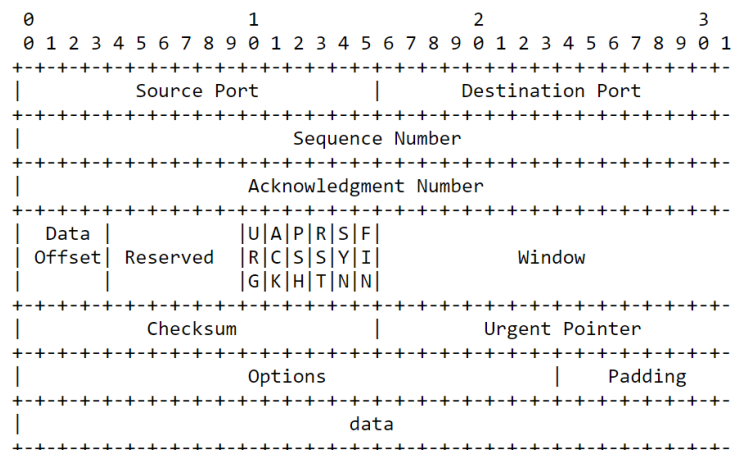 0                   1                   2                   3
 0 1 2 3 4 5 6 7 8 9 0 1 2 3 4 5 6 7 8 9 0 1 2 3 4 5 6 7 8 9 0 1
+-+-+-+-+-+-+-+-+-+-+-+-+-+-+-+-+-+-+-+-+-+-+-+-+-+-+-+-+-+-+-+-
|          Source Port          |       Destination Port
+-+-+-+-+-+-+-+-+-+-+-+-+-+-+-+-+-+-+-+-+-+-+-+-+-+-+-+-+-+-+-+-
|                        Sequence Number
+-+-+-+-+-+-+-+-+-+-+-+-+-+-+-+-+-+-+-+-+-+-+-+-+-+-+-+-+-+-+-+-
|                    Acknowledgment Number
+-+-+-+-+-+-+-+-+-+-+-+-+-+-+-+-+-+-+-+-+-+-+-+-+-+-+-+-+-+-+-+-
|  Data |           |U|A|P|R|S|F|
| Offset| Reserved  |R|C|S|S|Y|I|            Window
|       |           |G|K|H|T|N|N|
+-+-+-+-+-+-+-+-+-+-+-+-+-+-+-+-+-+-+-+-+-+-+-+-+-+-+-+-+-+-+-+-
|           Checksum            |         Urgent Pointer
+-+-+-+-+-+-+-+-+-+-+-+-+-+-+-+-+-+-+-+-+-+-+-+-+-+-+-+-+-+-+-+-
|                    Options                    |    Padding
+-+-+-+-+-+-+-+-+-+-+-+-+-+-+-+-+-+-+-+-+-+-+-+-+-+-+-+-+-+-+-+-
|                             data
+-+-+-+-+-+-+-+-+-+-+-+-+-+-+-+-+-+-+-+-+-+-+-+-+-+-+-+-+-+-+-+-